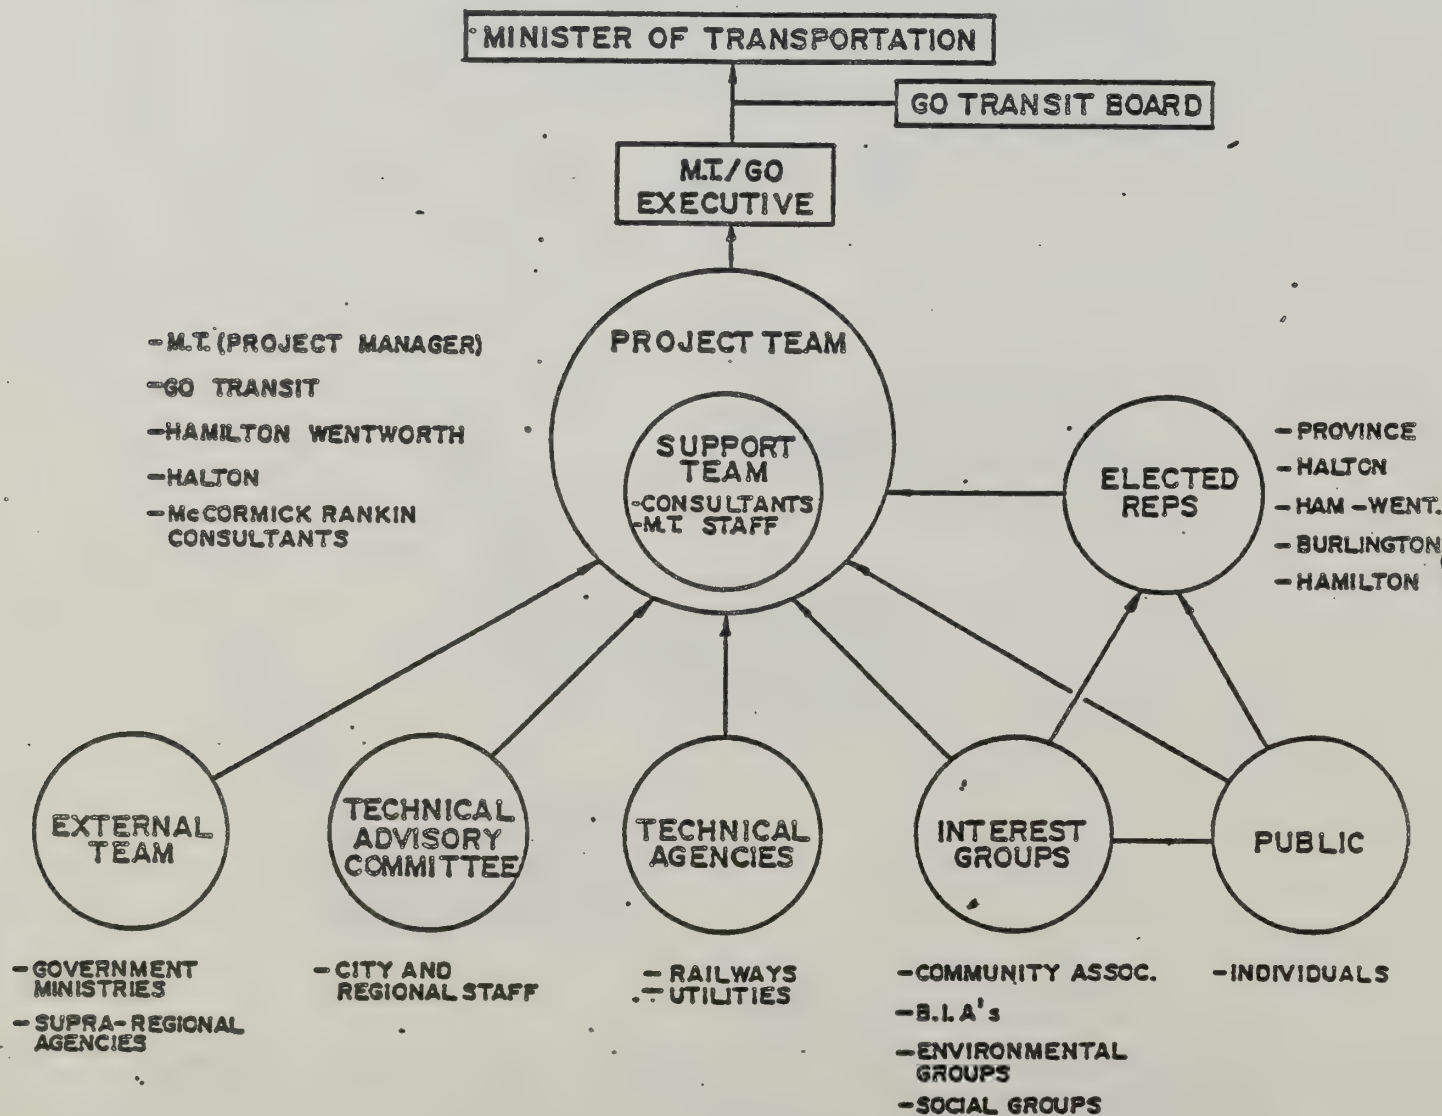 MINISTER OF TRANSPORTATION
GO TRANSIT BOARD
M.T./GO
EXECUTIVE
PROJECT TEAM
SUPPORT
TEAM
-CONSULTANTS
-M.T. STAFF
-M.T. (PROJECT MANAGER)
-GO TRANSIT
-HAMILTON WENTWORTH
-HALTON
-McCORMICK RANKIN
CONSULTANTS
ELECTED
REPS
-PROVINCE
-HALTON
-HAM-WENT.
-BURLINGTON
-HAMILTON
EXTERNAL
TEAM
-GOVERNMENT
MINISTRIES
-SUPRA-REGIONAL
AGENCIES
TECHNICAL
ADVISORY
COMMITTEE
-CITY AND
REGIONAL STAFF
TECHNICAL
AGENCIES
-RAILWAYS
-UTILITIES
INTEREST
GROUPS
-COMMUNITY ASSOC.
-B.I.A's
-ENVIRONMENTAL
GROUPS
-SOCIAL GROUPS
PUBLIC
-INDIVIDUALS